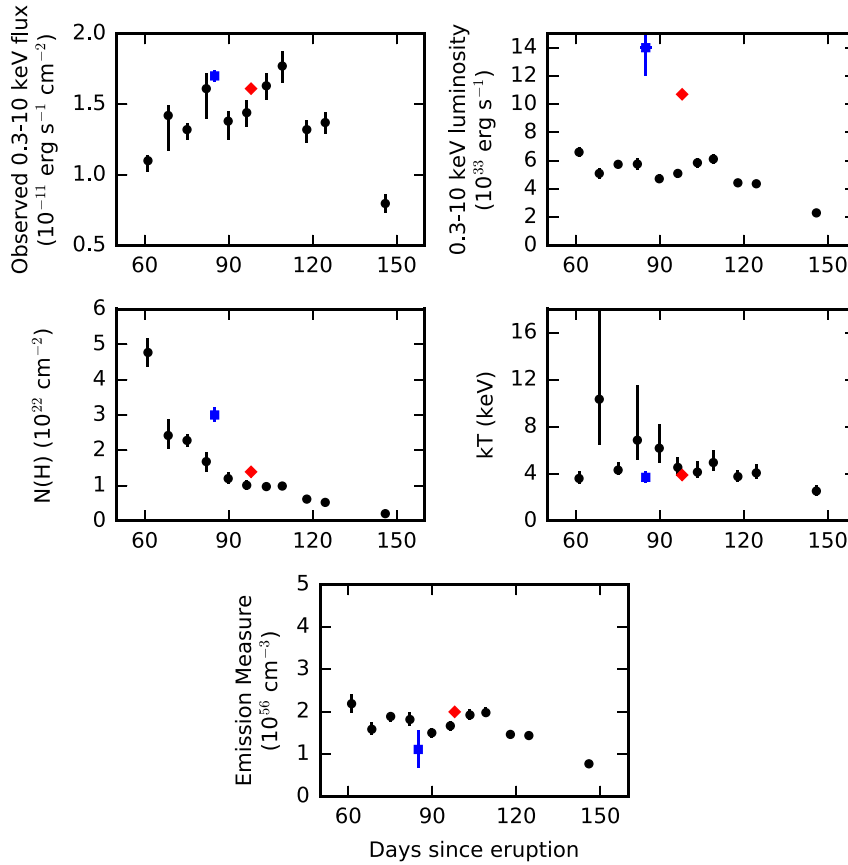 Observed 0.3-10 keV flux
(10⁻¹¹ erg s⁻¹ cm⁻²)
2.0
1.5
1.0
0.5
60 90 120 150
0.3-10 keV luminosity
(10³³ erg s⁻¹)
14
12
10
8
6
4
2
0
60 90 120 150
N(H) (10²² cm⁻²)
6
5
4
3
2
1
0
60 90 120 150
kT (keV)
16
12
8
4
0
60 90 120 150
Emission Measure
(10⁵⁶ cm⁻³)
5
4
3
2
1
0
60 90 120 150
Days since eruption